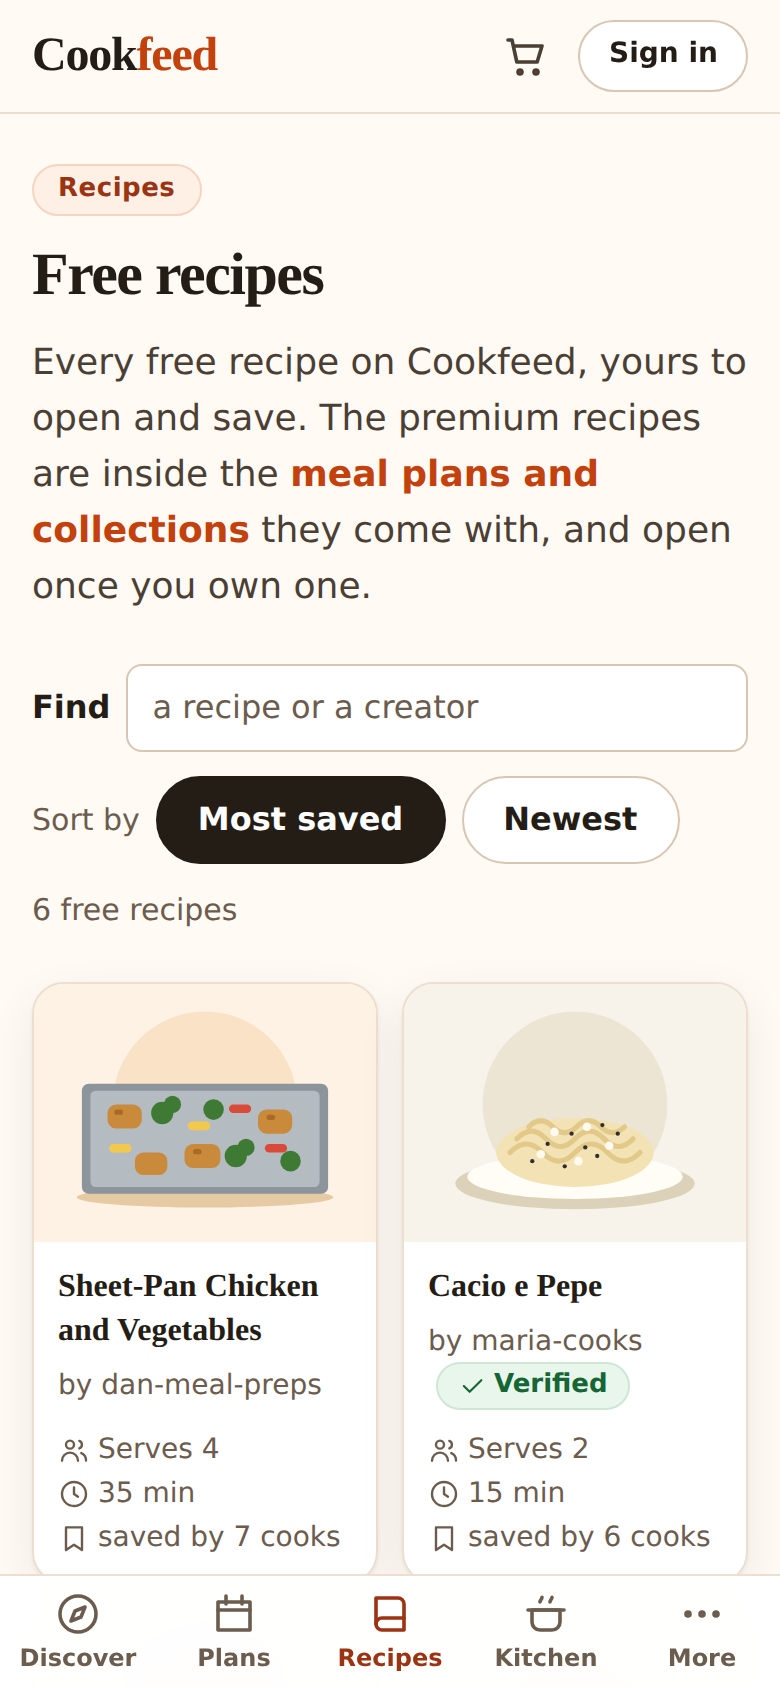 Cookfeed
Sign in
Recipes
Free recipes
Every free recipe on Cookfeed, yours to
open and save. The premium recipes
are inside the meal plans and
collections they come with, and open
once you own one.
Find a recipe or a creator
Sort by Most saved Newest
6 free recipes
Sheet-Pan Chicken
and Vegetables
by dan-meal-preps
Serves 4
35 min
saved by 7 cooks
Cacio e Pepe
by maria-cooks
Verified
Serves 2
15 min
saved by 6 cooks
Discover Plans Recipes Kitchen More